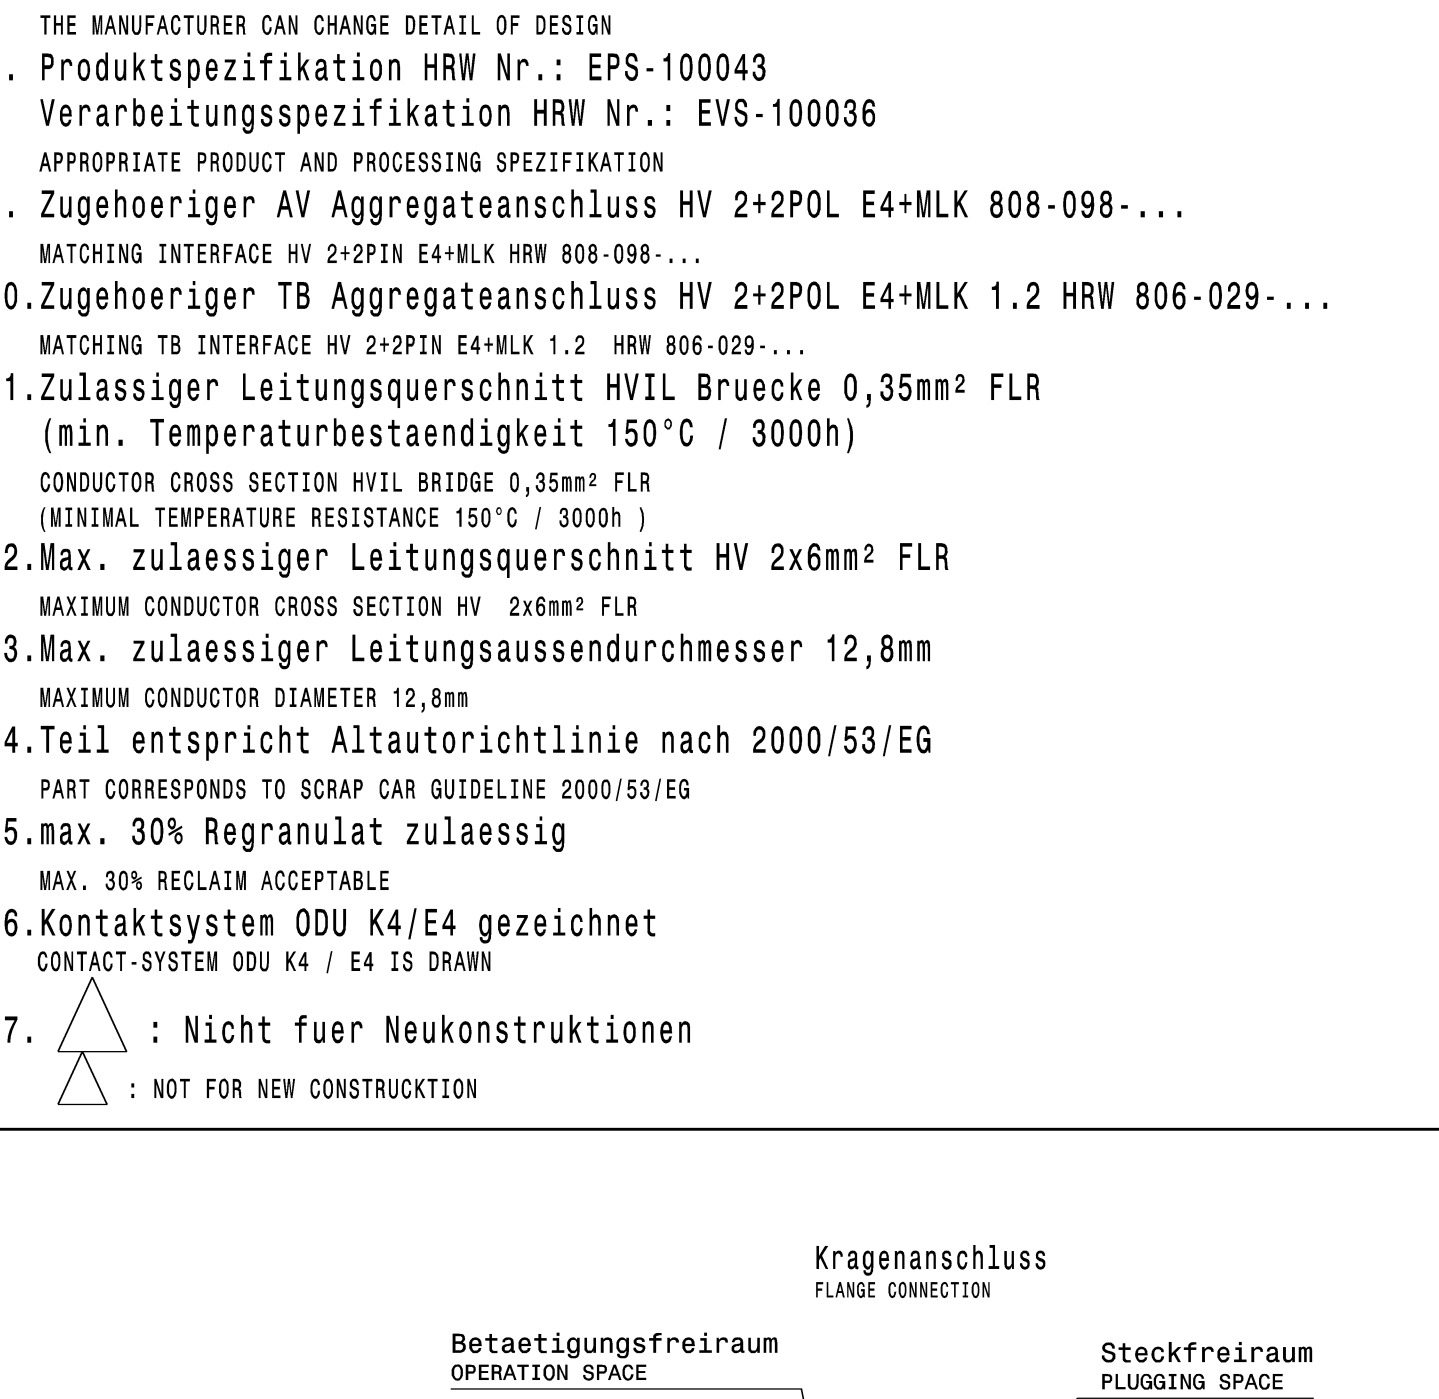 THE MANUFACTURER CAN CHANGE DETAIL OF DESIGN
. Produktspezifikation HRW Nr.: EPS-100043
Verarbeitungsspezifikation HRW Nr.: EVS-100036
APPROPRIATE PRODUCT AND PROCESSING SPEZIFIKATION
. Zugehoeriger AV Aggregateanschluss HV 2+2POL E4+MLK 808-098-...
MATCHING INTERFACE HV 2+2PIN E4+MLK HRW 808-098-...
0.Zugehoeriger TB Aggregateanschluss HV 2+2POL E4+MLK 1.2 HRW 806-029-...
MATCHING TB INTERFACE HV 2+2PIN E4+MLK 1.2 HRW 806-029-...
1.Zulassiger Leitungsquerschnitt HVIL Bruecke 0,35mm² FLR
(min. Temperaturbestaendigkeit 150°C / 3000h)
CONDUCTOR CROSS SECTION HVIL BRIDGE 0,35mm² FLR
(MINIMAL TEMPERATURE RESISTANCE 150°C / 3000h )
2.Max. zulaessiger Leitungsquerschnitt HV 2x6mm² FLR
MAXIMUM CONDUCTOR CROSS SECTION HV 2x6mm² FLR
3.Max. zulaessiger Leitungsaussendurchmesser 12,8mm
MAXIMUM CONDUCTOR DIAMETER 12,8mm
4.Teil entspricht Altautorichtlinie nach 2000/53/EG
PART CORRESPONDS TO SCRAP CAR GUIDELINE 2000/53/EG
5.max. 30% Regranulat zulaessig
MAX. 30% RECLAIM ACCEPTABLE
6.Kontaktsystem ODU K4/E4 gezeichnet
CONTACT-SYSTEM ODU K4 / E4 IS DRAWN
7. : Nicht fuer Neukonstruktionen
: NOT FOR NEW CONSTRUCKTION
Kragenanschluss
FLANGE CONNECTION
Betaetigungsfreiraum
OPERATION SPACE
Steckfreiraum
PLUGGING SPACE